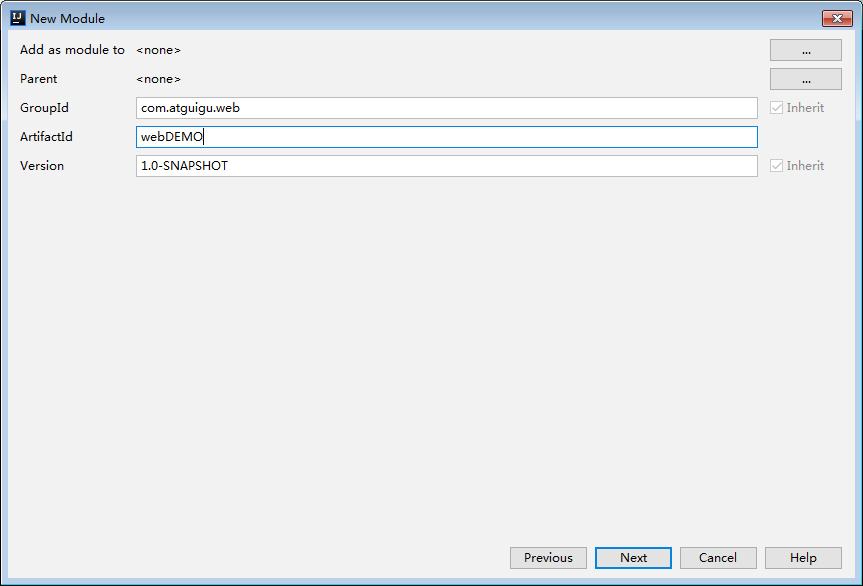 New Module
Add as module to <none> ...
Parent <none> ...
GroupId com.atguigu.web Inherit
ArtifactId webDEMO
Version 1.0-SNAPSHOT Inherit
Previous Next Cancel Help